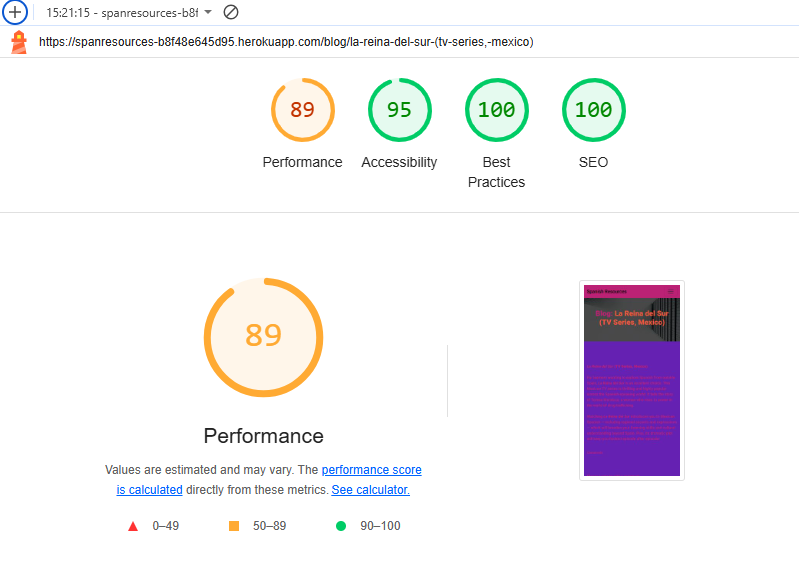 15:21:15 - spanresources-b8f
https://spanresources-b8f48e645d95.herokuapp.com/blog/la-reina-del-sur-(tv-series,-mexico)
89
95
100
100
Performance
Accessibility
Best
Practices
SEO
89
Performance
Values are estimated and may vary. The performance score
is calculated directly from these metrics. See calculator.
0–49
50–89
90–100
Spanish Resources
Blog: La Reina del Sur
(TV Series, Mexico)